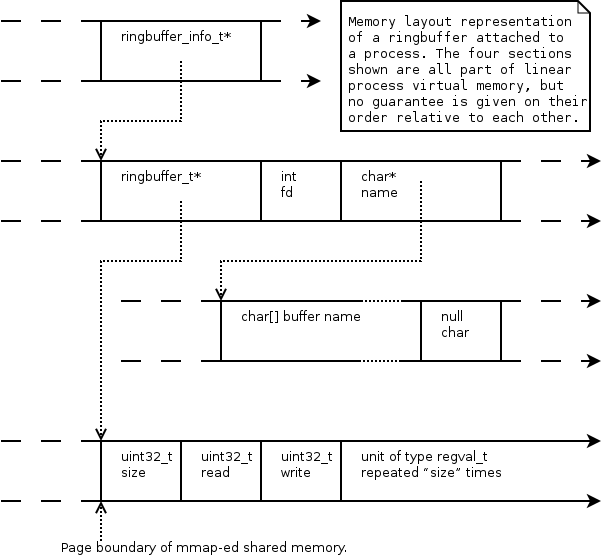 ringbuffer_info_t*
Memory layout representation
of a ringbuffer attached to
a process. The four sections
shown are all part of linear
process virtual memory, but
no guarantee is given on their
order relative to each other.
ringbuffer_t*
int
fd
char*
name
char[] buffer name
null
char
uint32_t
size
uint32_t
read
uint32_t
write
unit of type regval_t
repeated “size” times
Page boundary of mmap-ed shared memory.